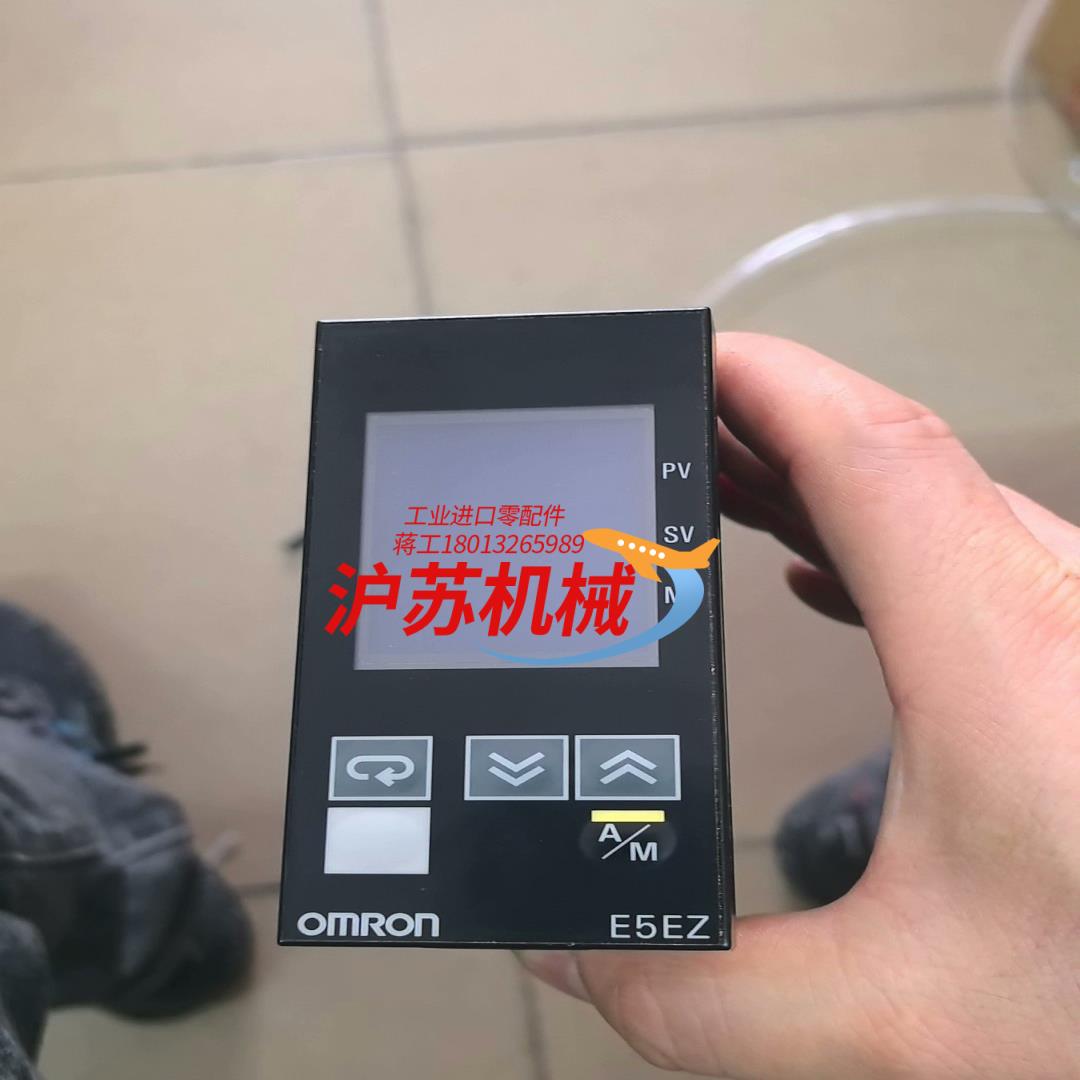 PV
工业进口零配件
SV
蒋工18013265989
沪苏机械
A/M
OMRON
E5EZ